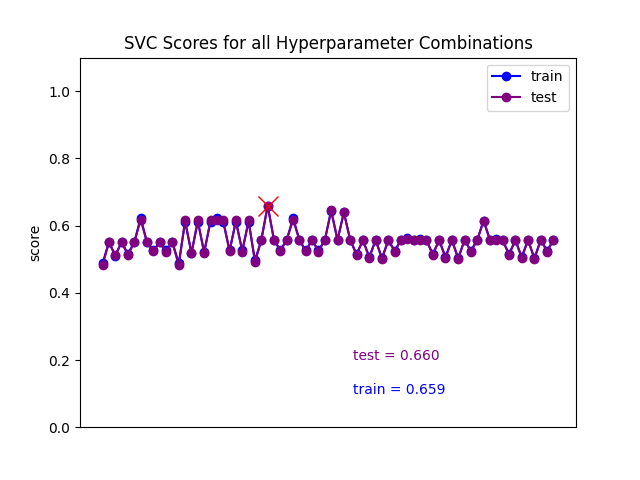 SVC Scores for all Hyperparameter Combinations
train
test
score
1.0
0.8
0.6
0.4
0.2
0.0
test = 0.660
train = 0.659